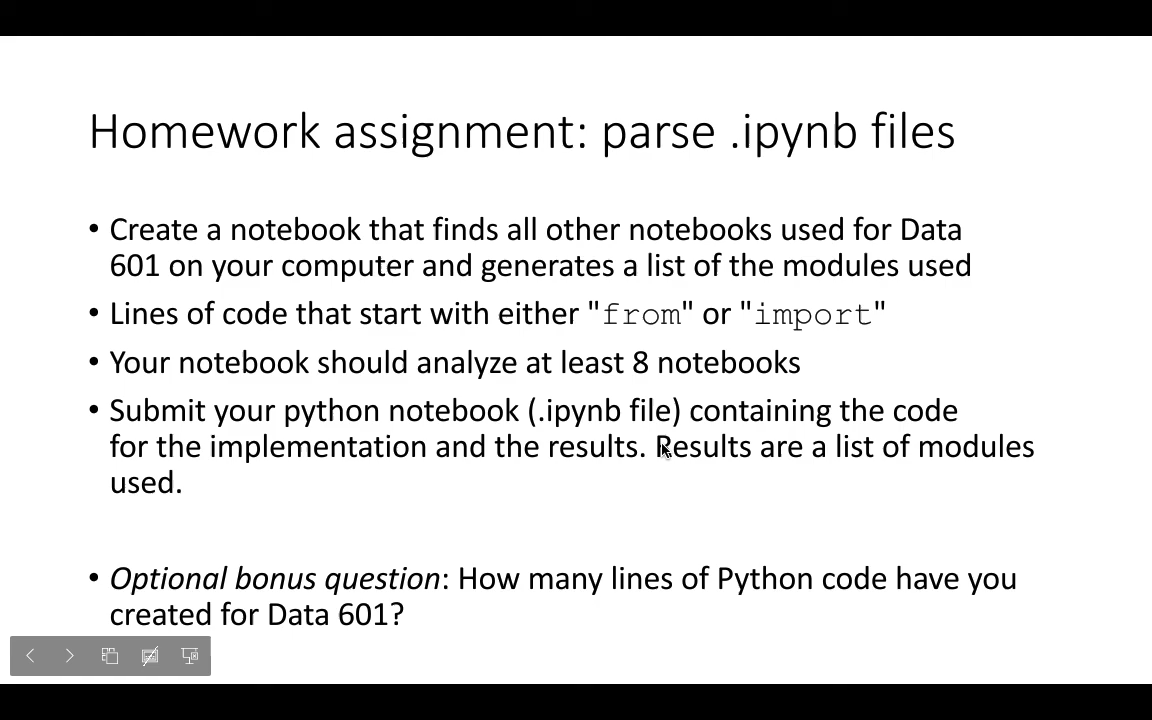 Homework assignment: parse .ipynb files
• Create a notebook that finds all other notebooks used for Data
601 on your computer and generates a list of the modules used
• Lines of code that start with either "from" or "import"
• Your notebook should analyze at least 8 notebooks
• Submit your python notebook (.ipynb file) containing the code
for the implementation and the results. Results are a list of modules
used.
• Optional bonus question: How many lines of Python code have you
created for Data 601?